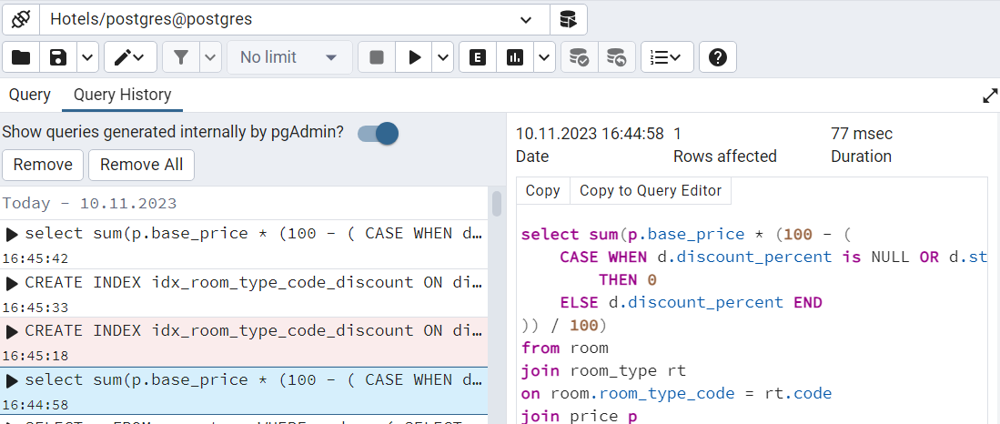 Hotels/postgres@postgres
No limit
E
Query
Query History
Show queries generated internally by pgAdmin?
Remove
Remove All
Today - 10.11.2023
select sum(p.base_price * (100 - ( CASE WHEN d…
16:45:42
CREATE INDEX idx_room_type_code_discount ON di…
16:45:33
CREATE INDEX idx_room_type_code_discount ON di…
16:45:18
select sum(p.base_price * (100 - ( CASE WHEN d…
16:44:58
10.11.2023 16:44:58 1 77 msec
Date Rows affected Duration
Copy
Copy to Query Editor
select sum(p.base_price * (100 - (
CASE WHEN d.discount_percent is NULL OR d.st
THEN 0
ELSE d.discount_percent END
)) / 100)
from room
join room_type rt
on room.room_type_code = rt.code
join price p